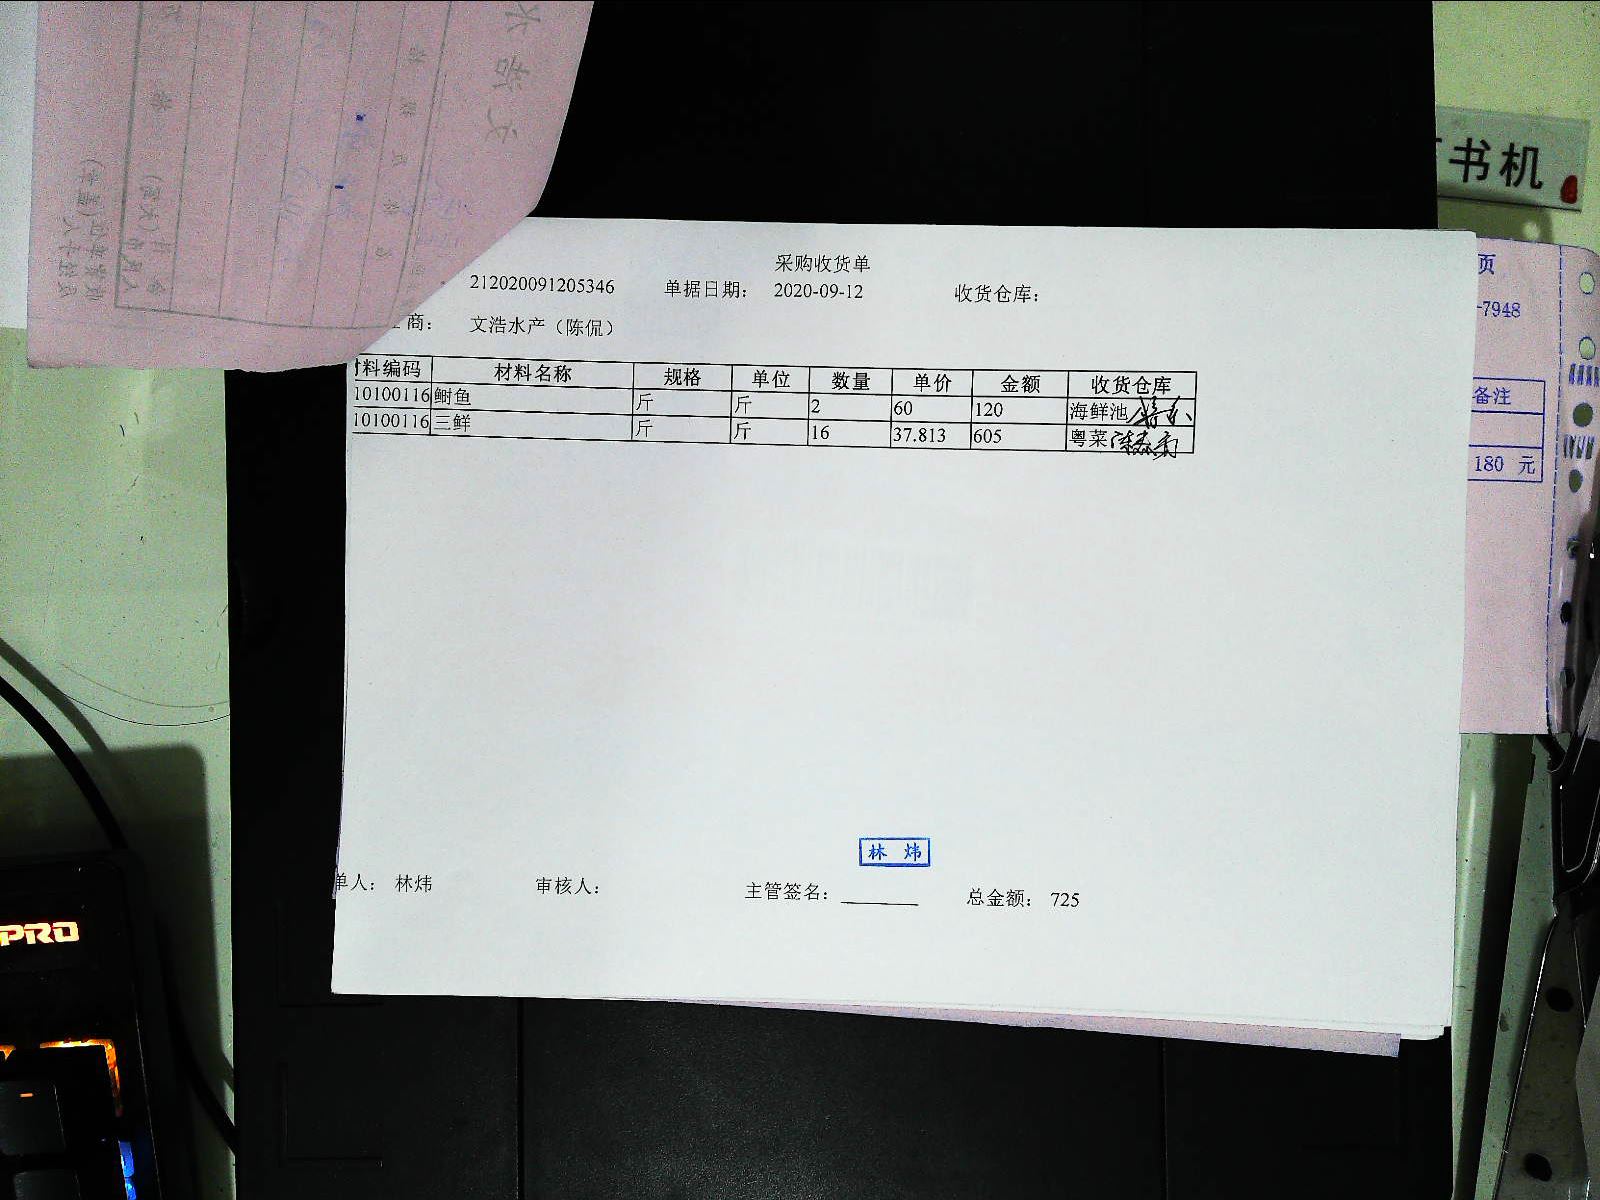 书机
采购收货单
212020091205346 单据日期: 2020-09-12 收货仓库:
商: 文浩水产（陈侃）
材料编码 材料名称 规格 单位 数量 单价 金额 收货仓库
10100116 鲥鱼 斤 斤 2 60 120 海鲜池
10100116 三鲜 斤 斤 16 37.813 605 粤菜
页
-7948
备注
180 元
林 炜
单人: 林炜 审核人: 主管签名: 总金额: 725
PRO